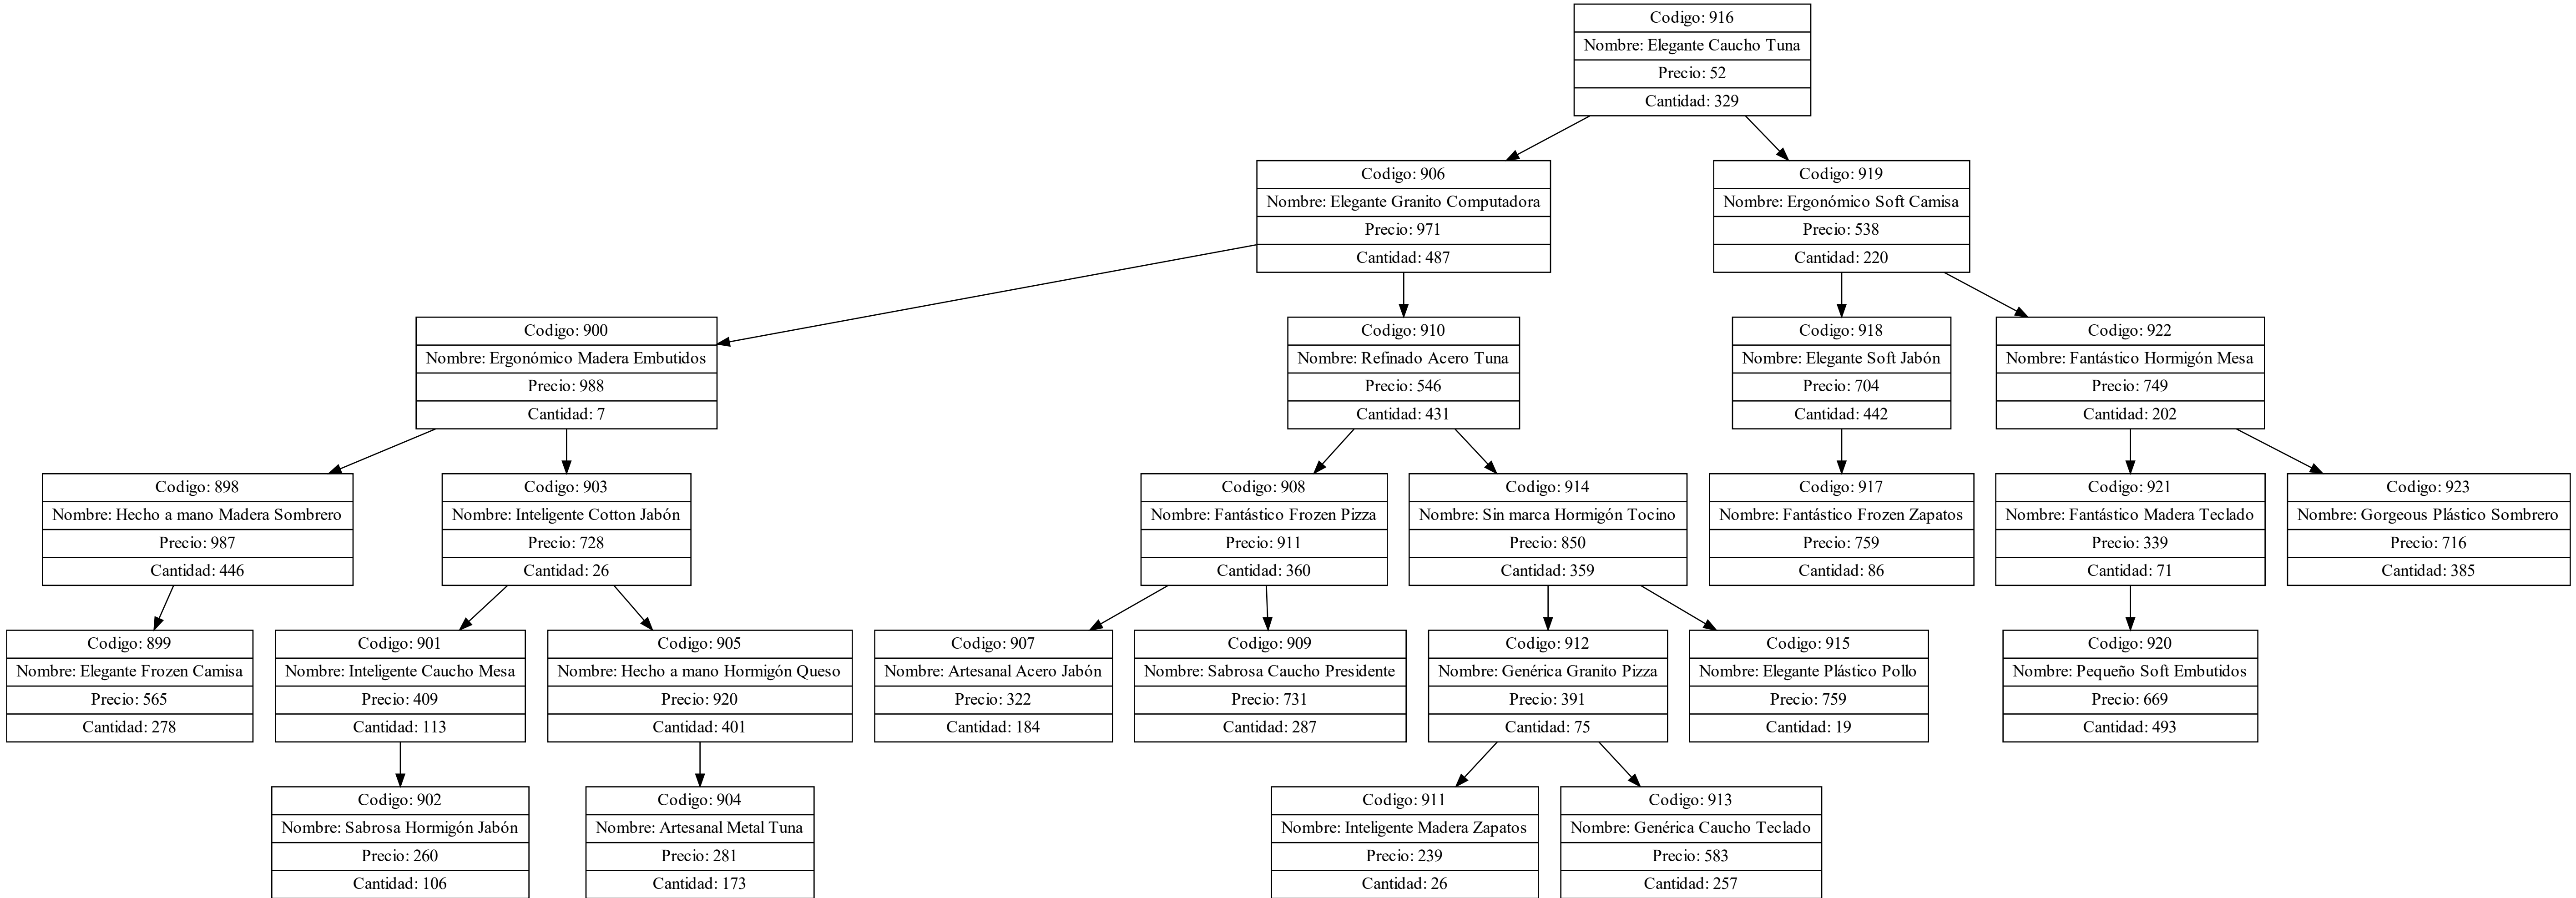 Codigo: 916
Nombre: Elegante Caucho Tuna
Precio: 52
Cantidad: 329
Codigo: 906
Nombre: Elegante Granito Computadora
Precio: 971
Cantidad: 487
Codigo: 919
Nombre: Ergonómico Soft Camisa
Precio: 538
Cantidad: 220
Codigo: 900
Nombre: Ergonómico Madera Embutidos
Precio: 988
Cantidad: 7
Codigo: 910
Nombre: Refinado Acero Tuna
Precio: 546
Cantidad: 431
Codigo: 918
Nombre: Elegante Soft Jabón
Precio: 704
Cantidad: 442
Codigo: 922
Nombre: Fantástico Hormigón Mesa
Precio: 749
Cantidad: 202
Codigo: 898
Nombre: Hecho a mano Madera Sombrero
Precio: 987
Cantidad: 446
Codigo: 903
Nombre: Inteligente Cotton Jabón
Precio: 728
Cantidad: 26
Codigo: 908
Nombre: Fantástico Frozen Pizza
Precio: 911
Cantidad: 360
Codigo: 914
Nombre: Sin marca Hormigón Tocino
Precio: 850
Cantidad: 359
Codigo: 917
Nombre: Fantástico Frozen Zapatos
Precio: 759
Cantidad: 86
Codigo: 921
Nombre: Fantástico Madera Teclado
Precio: 339
Cantidad: 71
Codigo: 923
Nombre: Gorgeous Plástico Sombrero
Precio: 716
Cantidad: 385
Codigo: 899
Nombre: Elegante Frozen Camisa
Precio: 565
Cantidad: 278
Codigo: 901
Nombre: Inteligente Caucho Mesa
Precio: 409
Cantidad: 113
Codigo: 905
Nombre: Hecho a mano Hormigón Queso
Precio: 920
Cantidad: 401
Codigo: 907
Nombre: Artesanal Acero Jabón
Precio: 322
Cantidad: 184
Codigo: 909
Nombre: Sabrosa Caucho Presidente
Precio: 731
Cantidad: 287
Codigo: 912
Nombre: Genérica Granito Pizza
Precio: 391
Cantidad: 75
Codigo: 915
Nombre: Elegante Plástico Pollo
Precio: 759
Cantidad: 19
Codigo: 920
Nombre: Pequeño Soft Embutidos
Precio: 669
Cantidad: 493
Codigo: 902
Nombre: Sabrosa Hormigón Jabón
Precio: 260
Cantidad: 106
Codigo: 904
Nombre: Artesanal Metal Tuna
Precio: 281
Cantidad: 173
Codigo: 911
Nombre: Inteligente Madera Zapatos
Precio: 239
Cantidad: 26
Codigo: 913
Nombre: Genérica Caucho Teclado
Precio: 583
Cantidad: 257